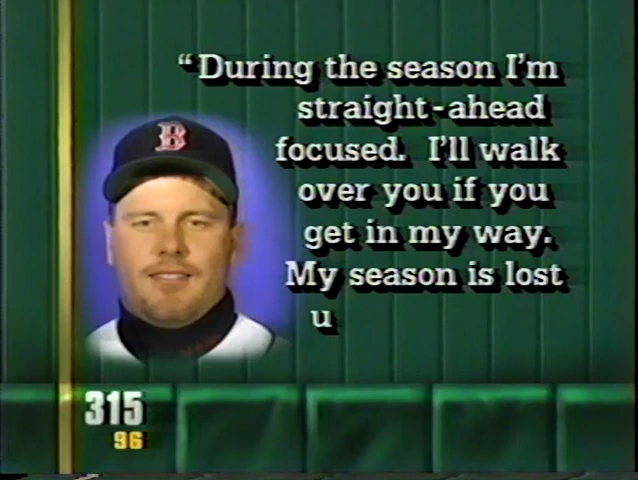 B
“During the season I'm
straight-ahead
focused. I'll walk
over you if you
get in my way.
My season is lost
u
315
96